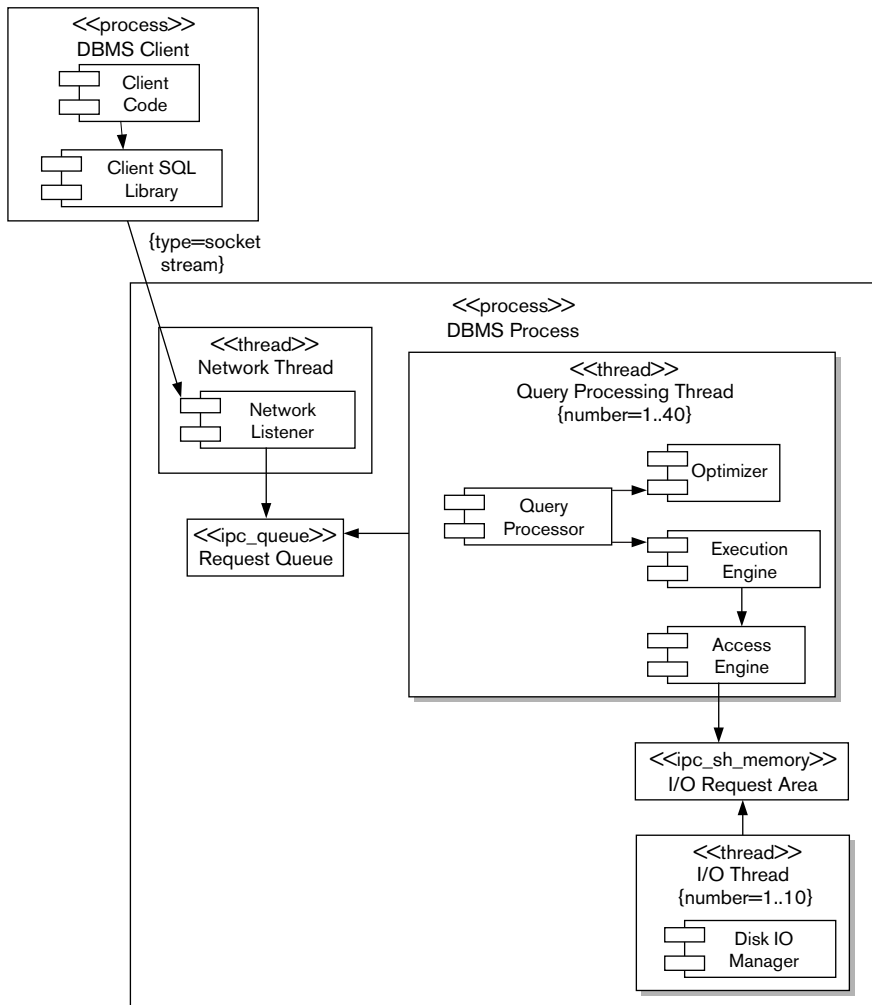 <<process>>
DBMS Client
Client
Code
Client SQL
Library
{type=socket
stream}
<<process>>
DBMS Process
<<thread>>
Network Thread
Network
Listener
<<ipc_queue>>
Request Queue
<<thread>>
Query Processing Thread
{number=1..40}
Optimizer
Query
Processor
Execution
Engine
Access
Engine
<<ipc_sh_memory>>
I/O Request Area
<<thread>>
I/O Thread
{number=1..10}
Disk IO
Manager